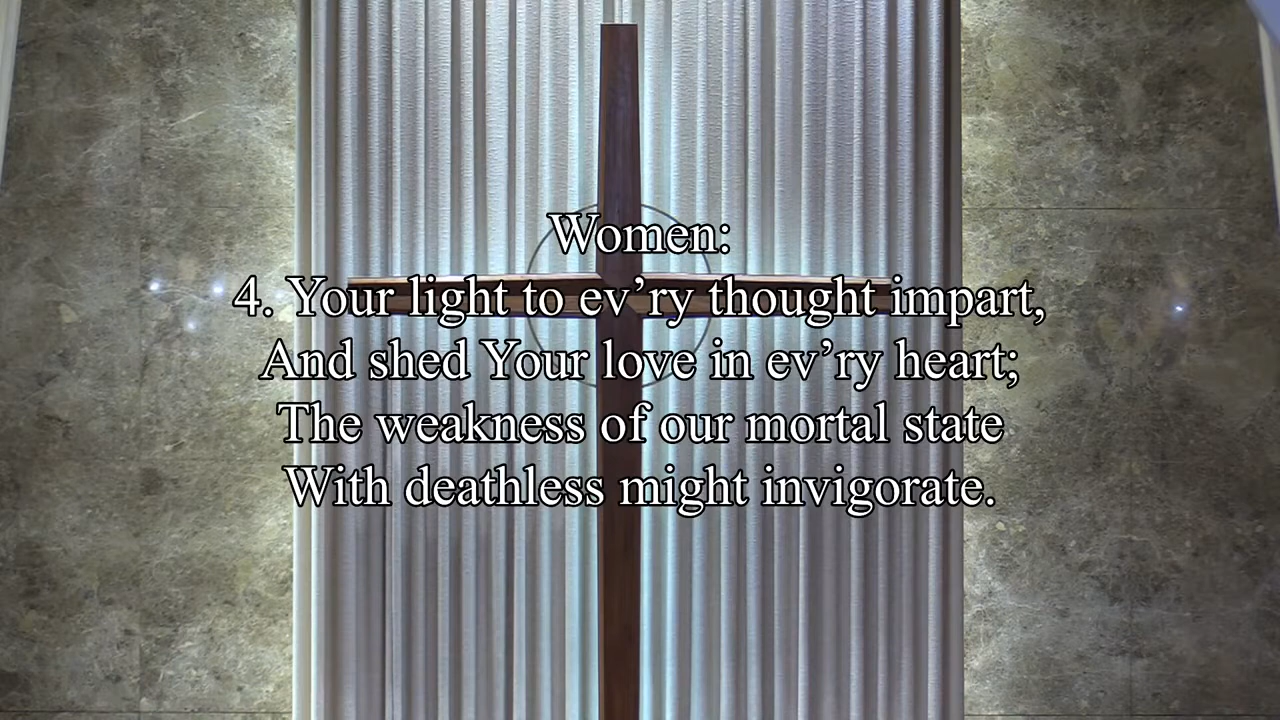 Women:
4. Your light to ev’ry thought impart,
And shed Your love in ev’ry heart;
The weakness of our mortal state
With deathless might invigorate.